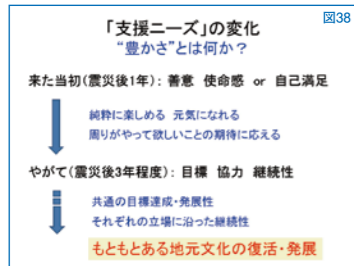 図38
「支援ニーズ」の変化
“豊かさ”とは何か？
来た当初(震災後1年): 善意 使命感 or 自己満足
純粋に楽しめる 元気になれる
周りがやって欲しいことの期待に応える
やがて(震災後3年程度): 目標 協力 継続性
共通の目標達成・発展性
それぞれの立場に沿った継続性
もともとある地元文化の復活・発展